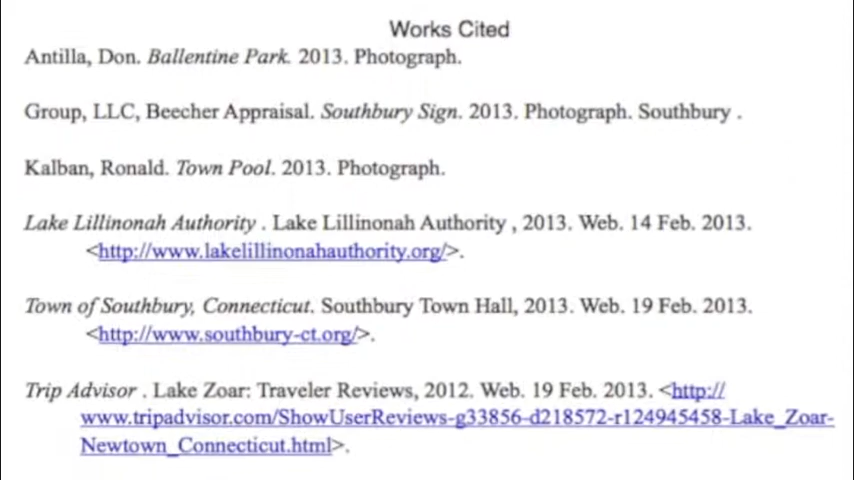 Works Cited
Antilla, Don. Ballentine Park. 2013. Photograph.
Group, LLC, Beecher Appraisal. Southbury Sign. 2013. Photograph. Southbury .
Kalban, Ronald. Town Pool. 2013. Photograph.
Lake Lillinonah Authority . Lake Lillinonah Authority , 2013. Web. 14 Feb. 2013.
<http://www.lakelillinonahauthority.org/>.
Town of Southbury, Connecticut. Southbury Town Hall, 2013. Web. 19 Feb. 2013.
<http://www.southbury-ct.org/>.
Trip Advisor . Lake Zoar: Traveler Reviews, 2012. Web. 19 Feb. 2013. <http://
www.tripadvisor.com/ShowUserReviews-g33856-d218572-r124945458-Lake_Zoar-
Newtown_Connecticut.html>.